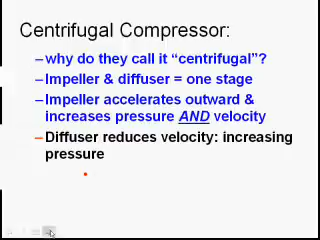 Centrifugal Compressor:
–why do they call it “centrifugal”?
–Impeller & diffuser = one stage
–Impeller accelerates outward &
increases pressure AND velocity
–Diffuser reduces velocity: increasing
pressure